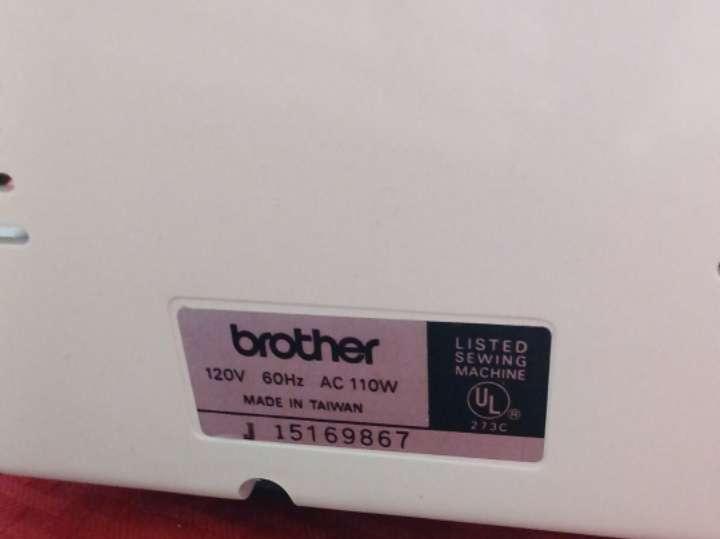 brother
120V 60Hz AC 110W
MADE IN TAIWAN
J 15169867
LISTED
SEWING
MACHINE
UL ®
273C